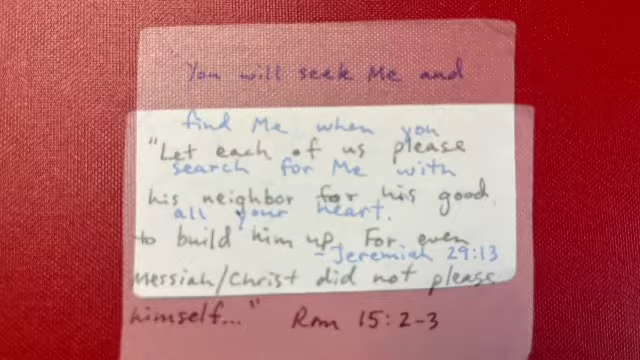 You will seek Me and
find Me when you
search for Me with
all your heart.
- Jeremiah 29:13
"Let each of us please
his neighbor for his good
to build him up. For even
Messiah/Christ did not please
himself..." Rom 15:2-3